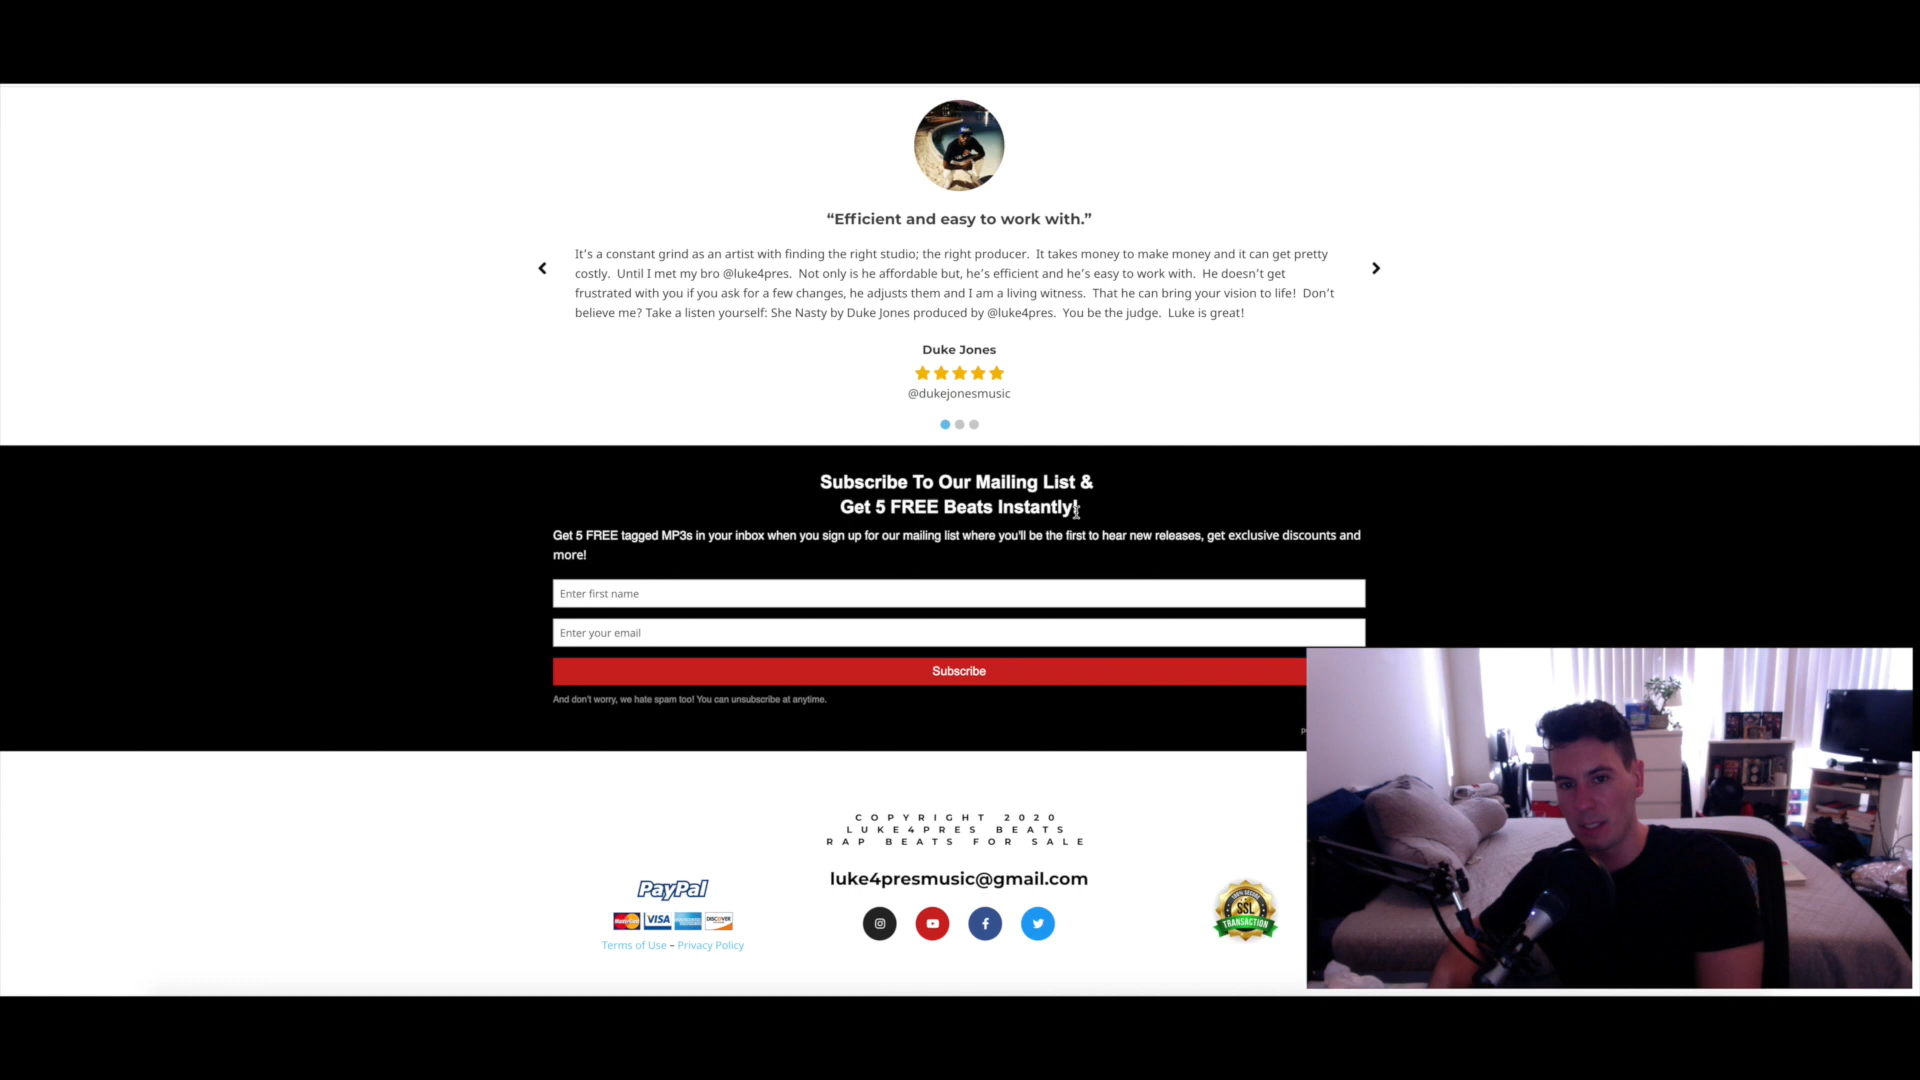 “Efficient and easy to work with.”
It’s a constant grind as an artist with finding the right studio; the right producer.  It takes money to make money and it can get pretty
costly.  Until I met my bro @luke4pres.  Not only is he affordable but, he’s efficient and he’s easy to work with.  He doesn’t get
frustrated with you if you ask for a few changes, he adjusts them and I am a living witness.  That he can bring your vision to life!  Don’t
believe me? Take a listen yourself: She Nasty by Duke Jones produced by @luke4pres.  You be the judge.  Luke is great!
Duke Jones
@dukejonesmusic
Subscribe To Our Mailing List &
Get 5 FREE Beats Instantly!
Get 5 FREE tagged MP3s in your inbox when you sign up for our mailing list where you'll be the first to hear new releases, get exclusive discounts and
more!
Enter first name
Enter your email
Subscribe
And don't worry, we hate spam too! You can unsubscribe at anytime.
COPYRIGHT 2020
LUKE4PRES BEATS
RAP BEATS FOR SALE
luke4presmusic@gmail.com
PayPal
MasterCard VISA DISCOVER
Terms of Use – Privacy Policy
SSL
TRANSACTION